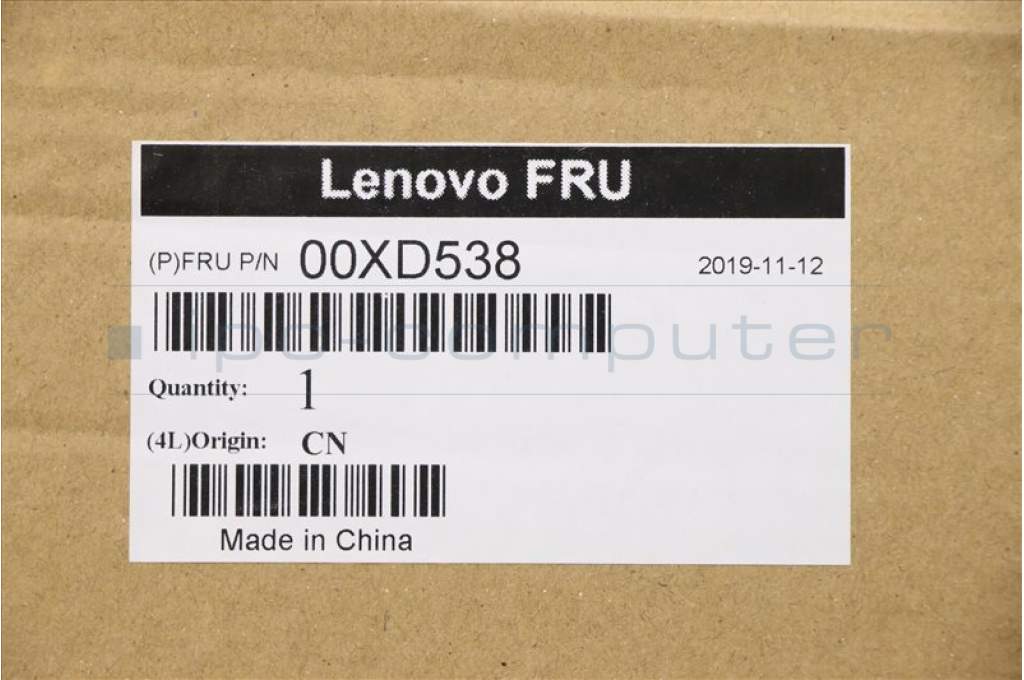 Lenovo FRU
(P)FRU P/N 00XD538 2019-11-12
ipc-computer
Quantity: 1
(4L)Origin: CN
Made in China